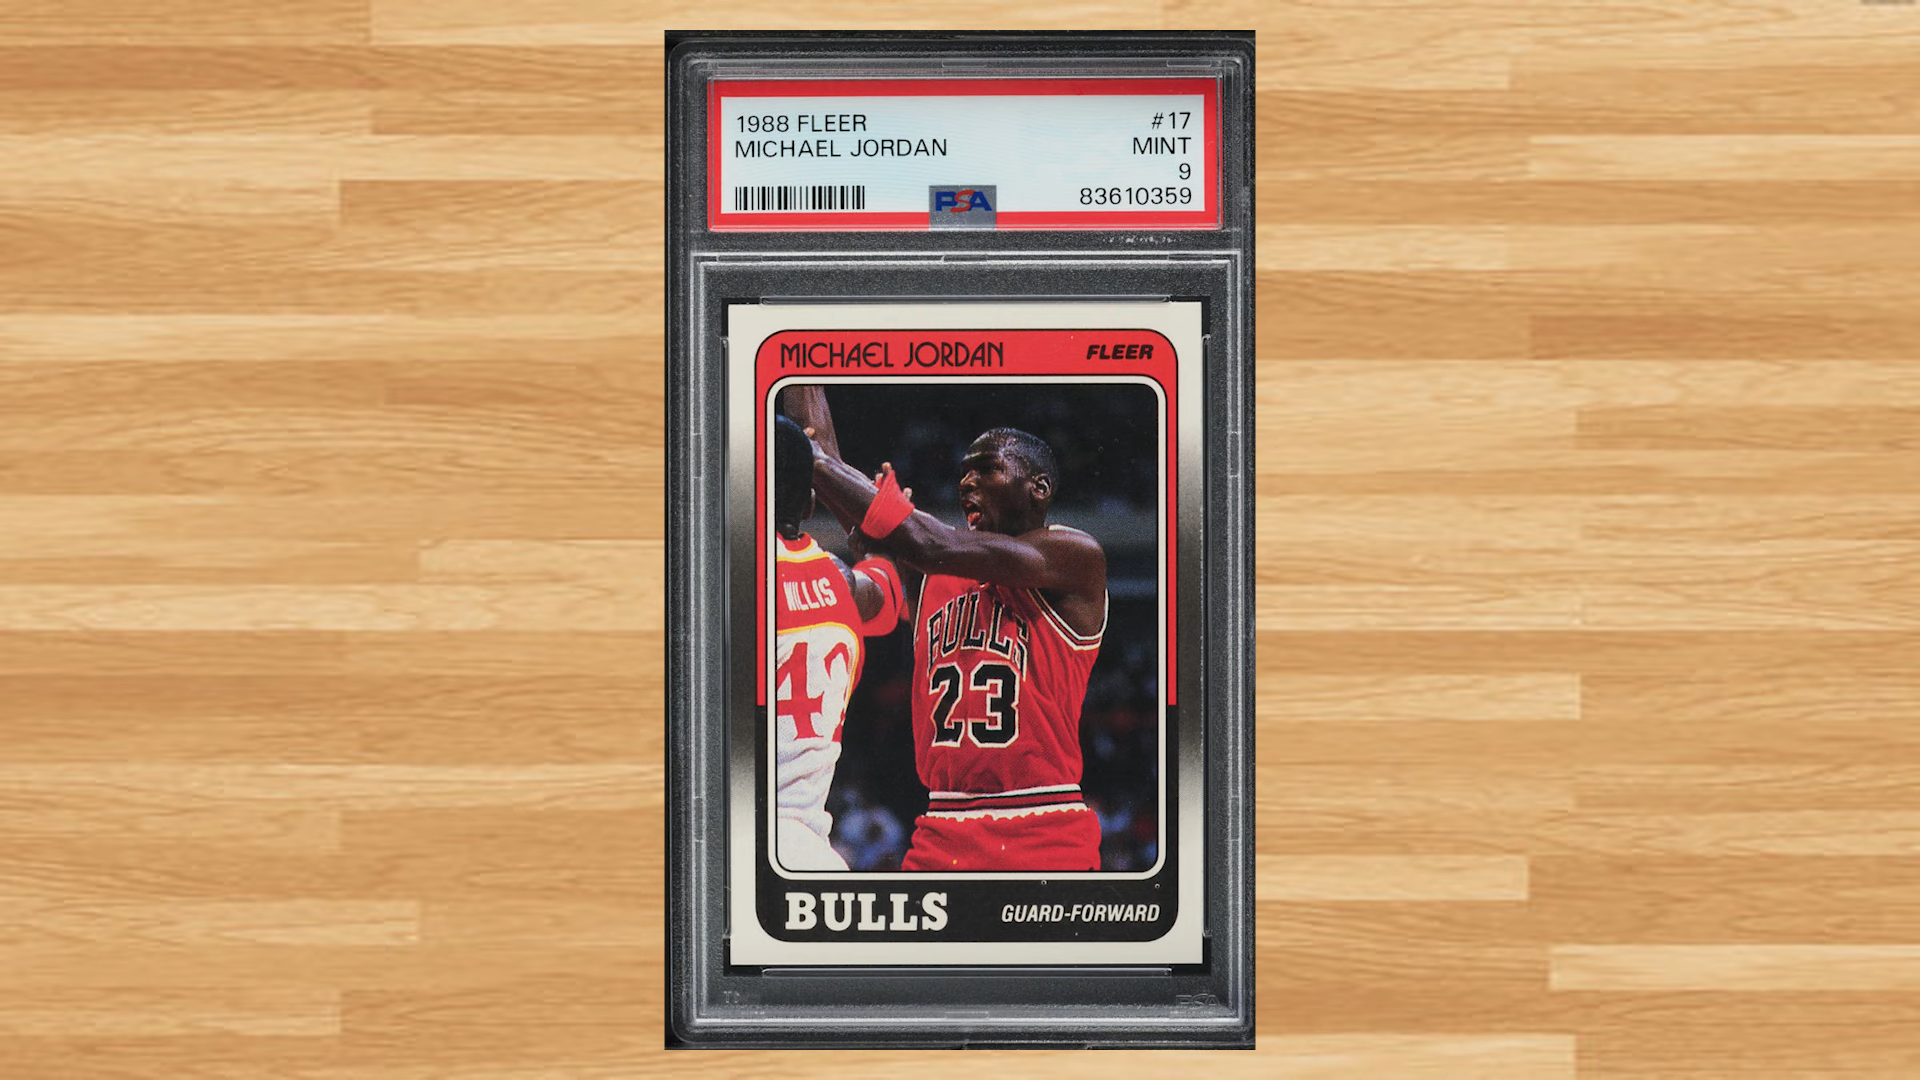 1988 FLEER
MICHAEL JORDAN
#17
MINT
9
83610359
PSA
MICHAEL JORDAN
FLEER
WILLIS
42
BULLS
23
BULLS
GUARD-FORWARD
PSA